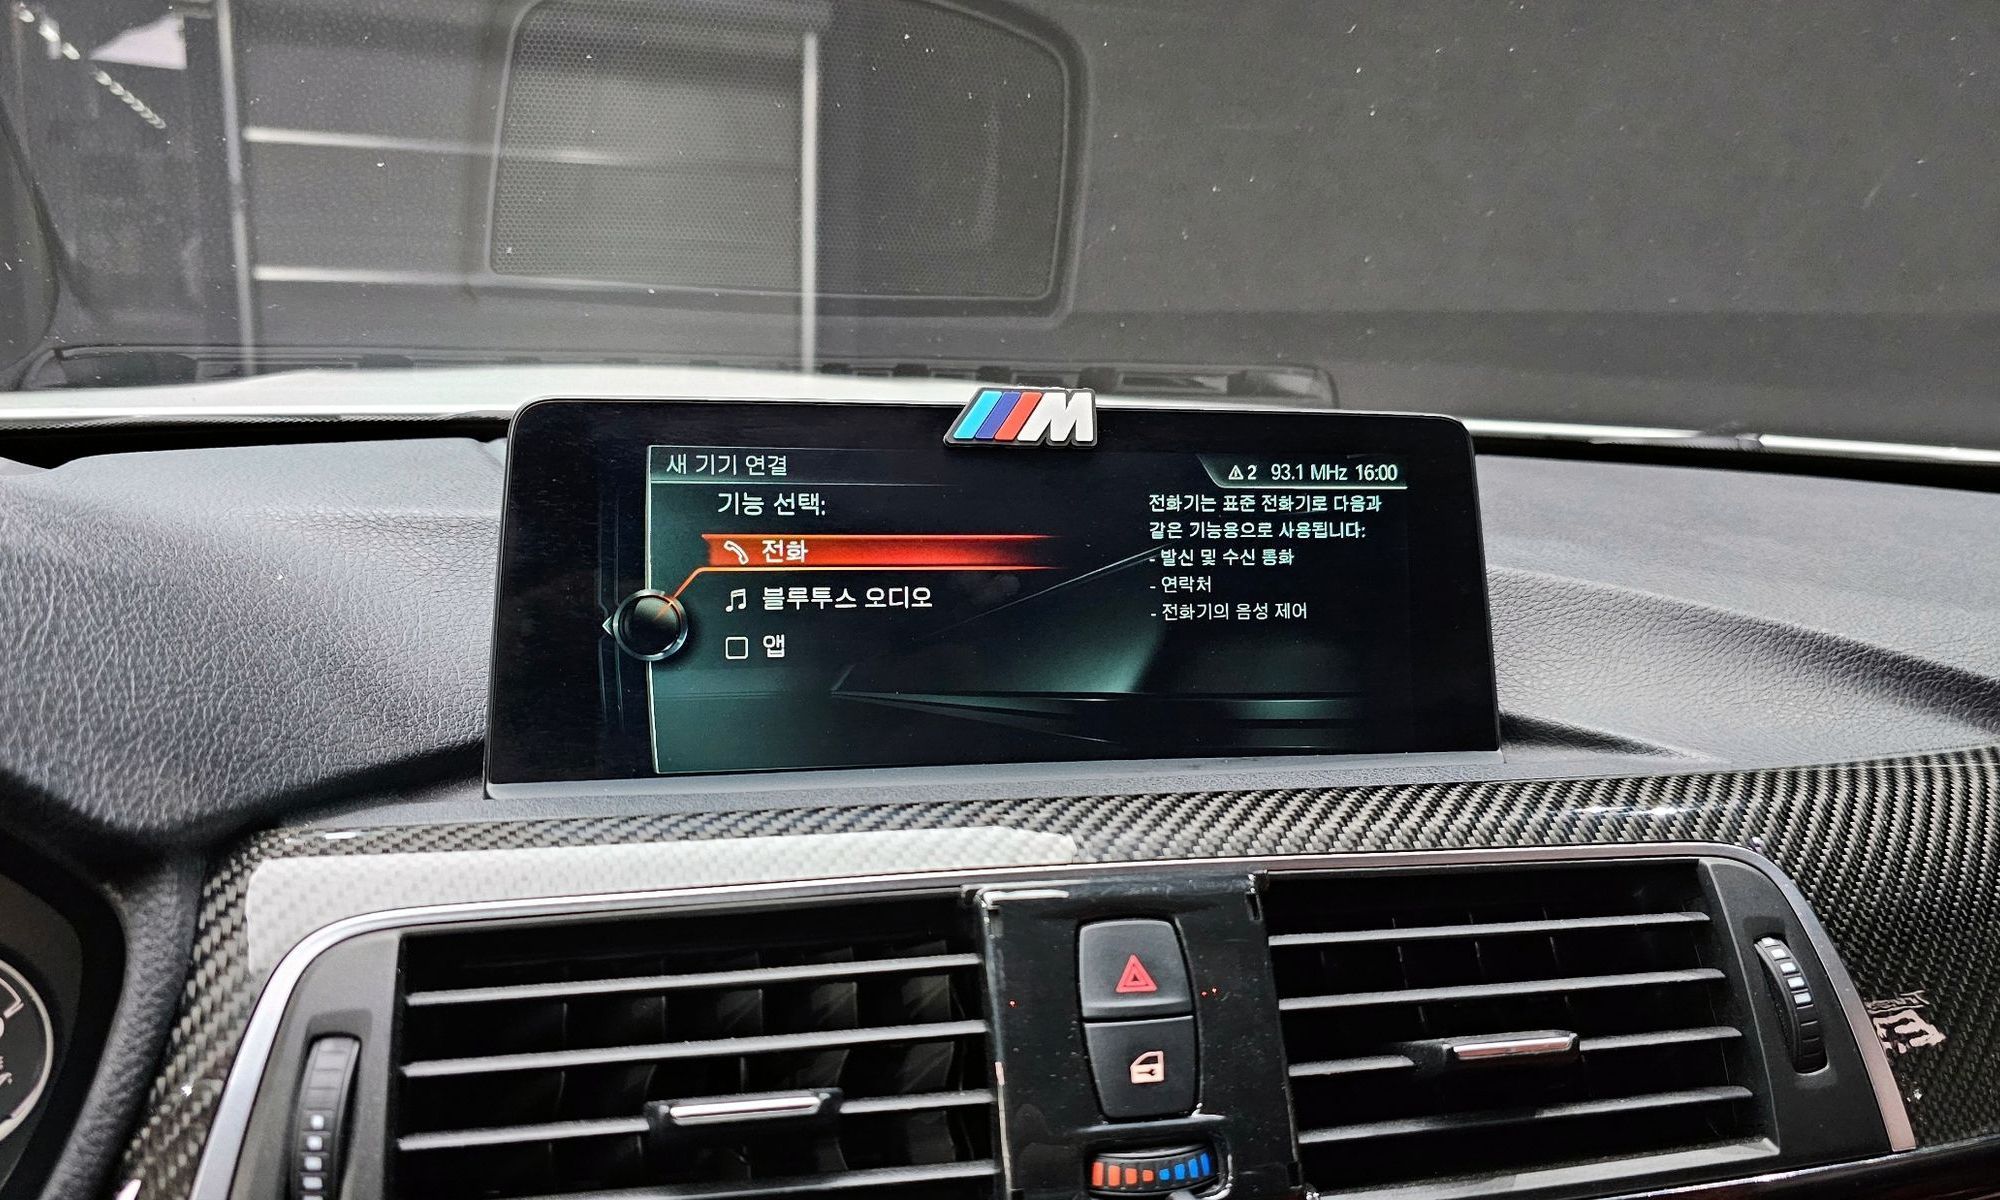 M
새 기기 연결
2 93.1 MHz 16:00
기능 선택:
전화
블루투스 오디오
앱
전화기는 표준 전화기로 다음과
같은 기능용으로 사용됩니다:
- 발신 및 수신 통화
- 연락처
- 전화기의 음성 제어